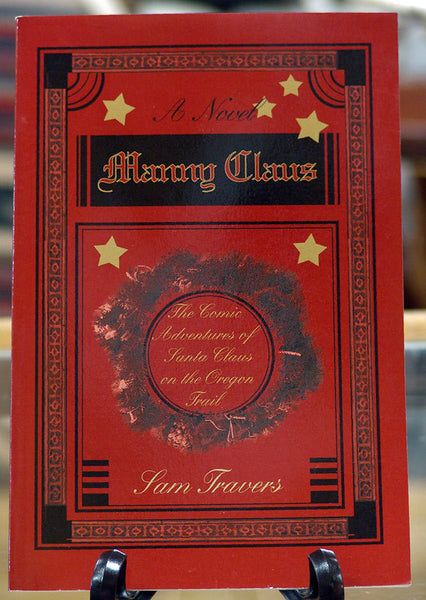 A Novel
Manny Claus
The Comic
Adventures of
Santa Claus
on the Oregon
Trail
Sam Travers